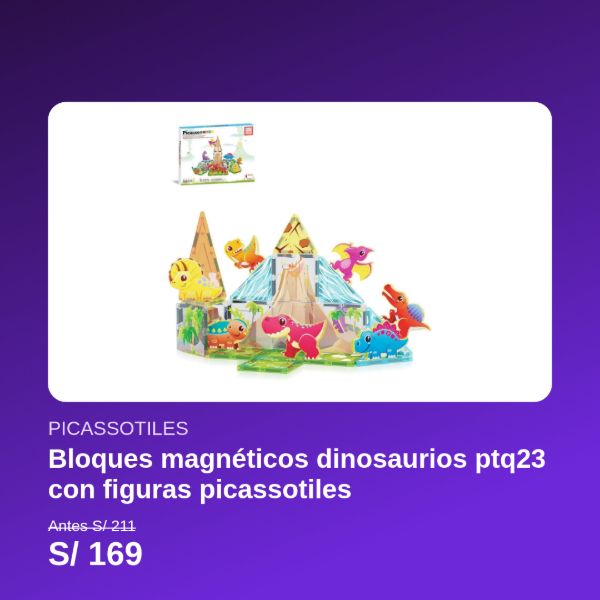 PICASSOTILES
Bloques magnéticos dinosaurios ptq23
con figuras picassotiles
Antes S/ 211
S/ 169